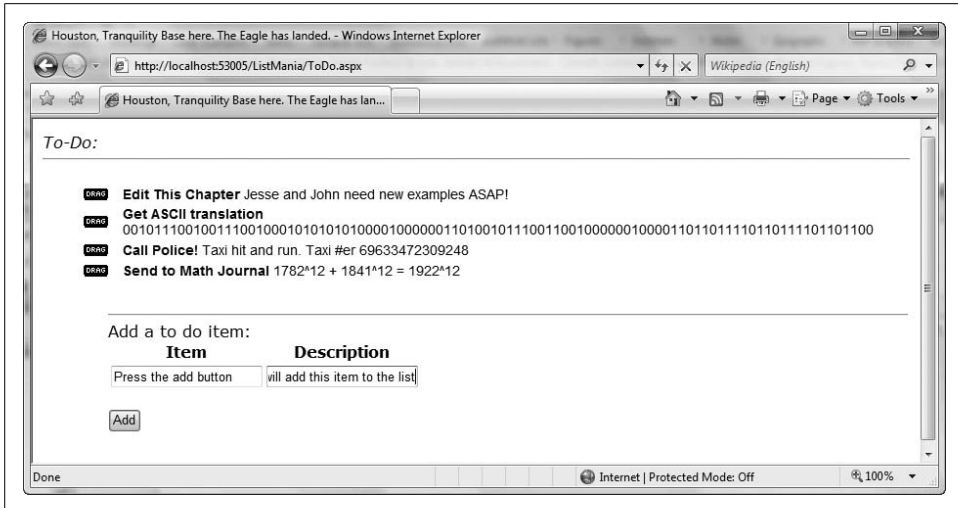 Houston, Tranquility Base here. The Eagle has landed. - Windows Internet Explorer
http://localhost:53005/ListMania/ToDo.aspx
Wikipedia (English)
Houston, Tranquility Base here. The Eagle has lan...
Page
Tools
To-Do:
DRAG Edit This Chapter Jesse and John need new examples ASAP!
DRAG Get ASCII translation
00101110010011100100010101010101000010000001101001011100110010000001000011011011110110111101101100
DRAG Call Police! Taxi hit and run. Taxi #er 69633472309248
DRAG Send to Math Journal 1782^12 + 1841^12 = 1922^12
Add a to do item:
Item Description
Press the add button will add this item to the list
Add
Done
Internet | Protected Mode: Off
100%